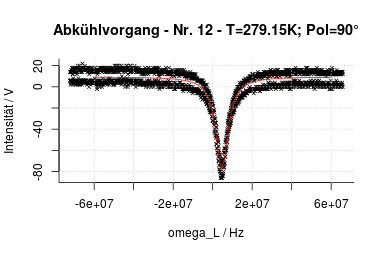 Abkühlvorgang - Nr. 12 - T=279.15K; Pol=90°
Intensität / V
20
0
-40
-80
-6e+07
-2e+07
2e+07
6e+07
omega_L / Hz